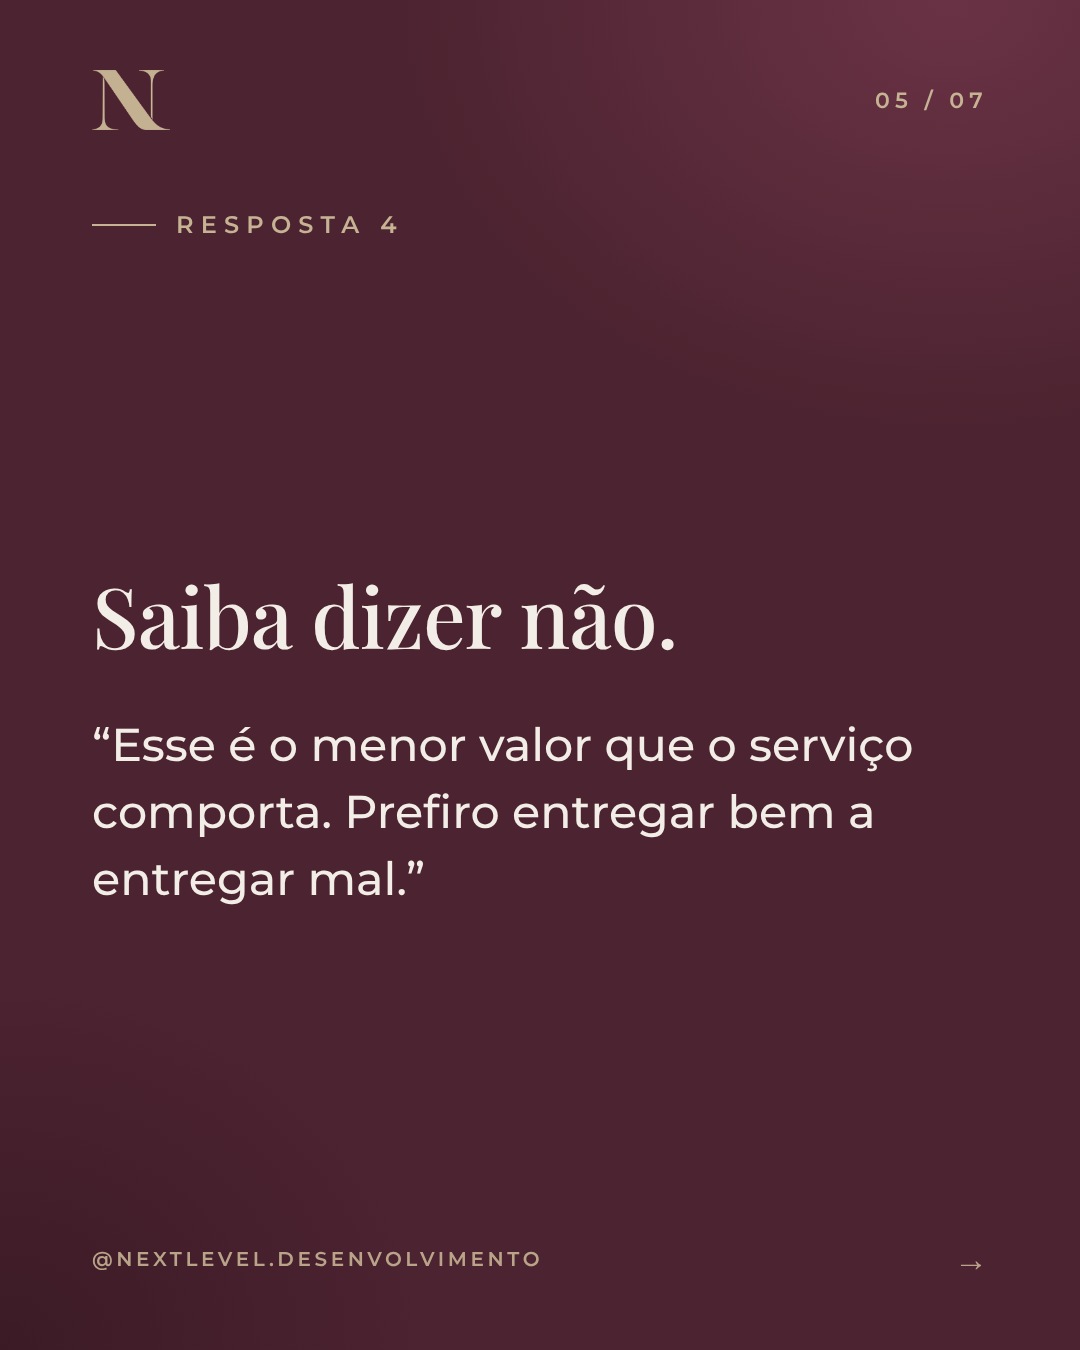 N
05 / 07
RESPOSTA 4
Saiba dizer não.
“Esse é o menor valor que o serviço
comporta. Prefiro entregar bem a
entregar mal.”
@NEXTLEVEL.DESENVOLVIMENTO
→